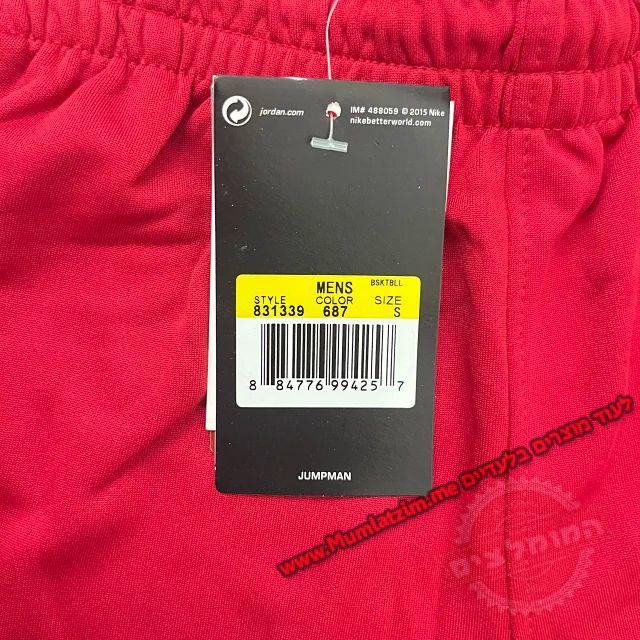 jordan.com
IM# 488059 © 2015 Nike
nikebetterworld.com
MENS BSKTBLL
STYLE COLOR SIZE
831339 687 S
8 84776 99425 7
JUMPMAN
לעוד מוצרים בלעדיים www.Mumlatzim.me
המומלצים